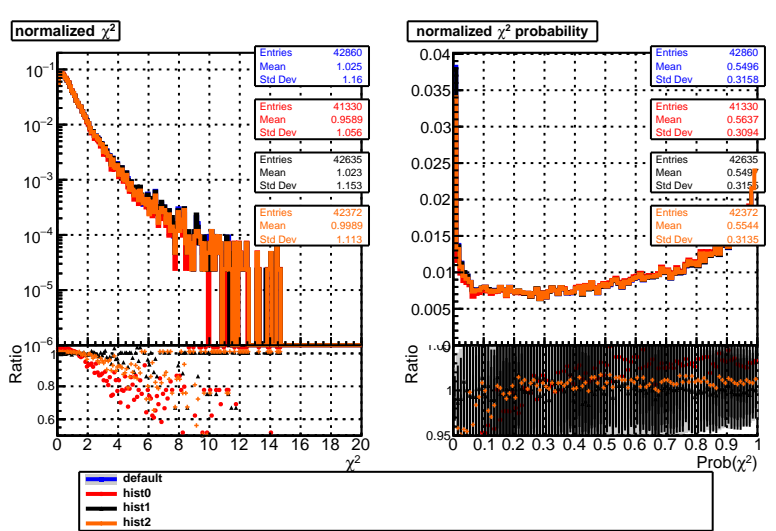 normalized χ²
Entries 42860
Mean 1.025
Std Dev 1.16
Entries 41330
Mean 0.9589
Std Dev 1.056
Entries 42635
Mean 1.023
Std Dev 1.153
Entries 42372
Mean 0.9989
Std Dev 1.113
10⁻¹
10⁻²
10⁻³
10⁻⁴
10⁻⁵
10⁻⁶
Ratio
1
0.8
0.6
0 2 4 6 8 10 12 14 16 18 20
χ²
normalized χ² probability
Entries 42860
Mean 0.5496
Std Dev 0.3158
Entries 41330
Mean 0.5637
Std Dev 0.3094
Entries 42635
Mean
Std Dev
Entries 42372
Mean 0.5544
Std Dev 0.3135
0.04
0.035
0.03
0.025
0.02
0.015
0.01
0.005
Ratio
1
0.95
0 0.1 0.2 0.3 0.4 0.5 0.6 0.7 0.8 0.9 1
Prob(χ²)
default
hist0
hist1
hist2